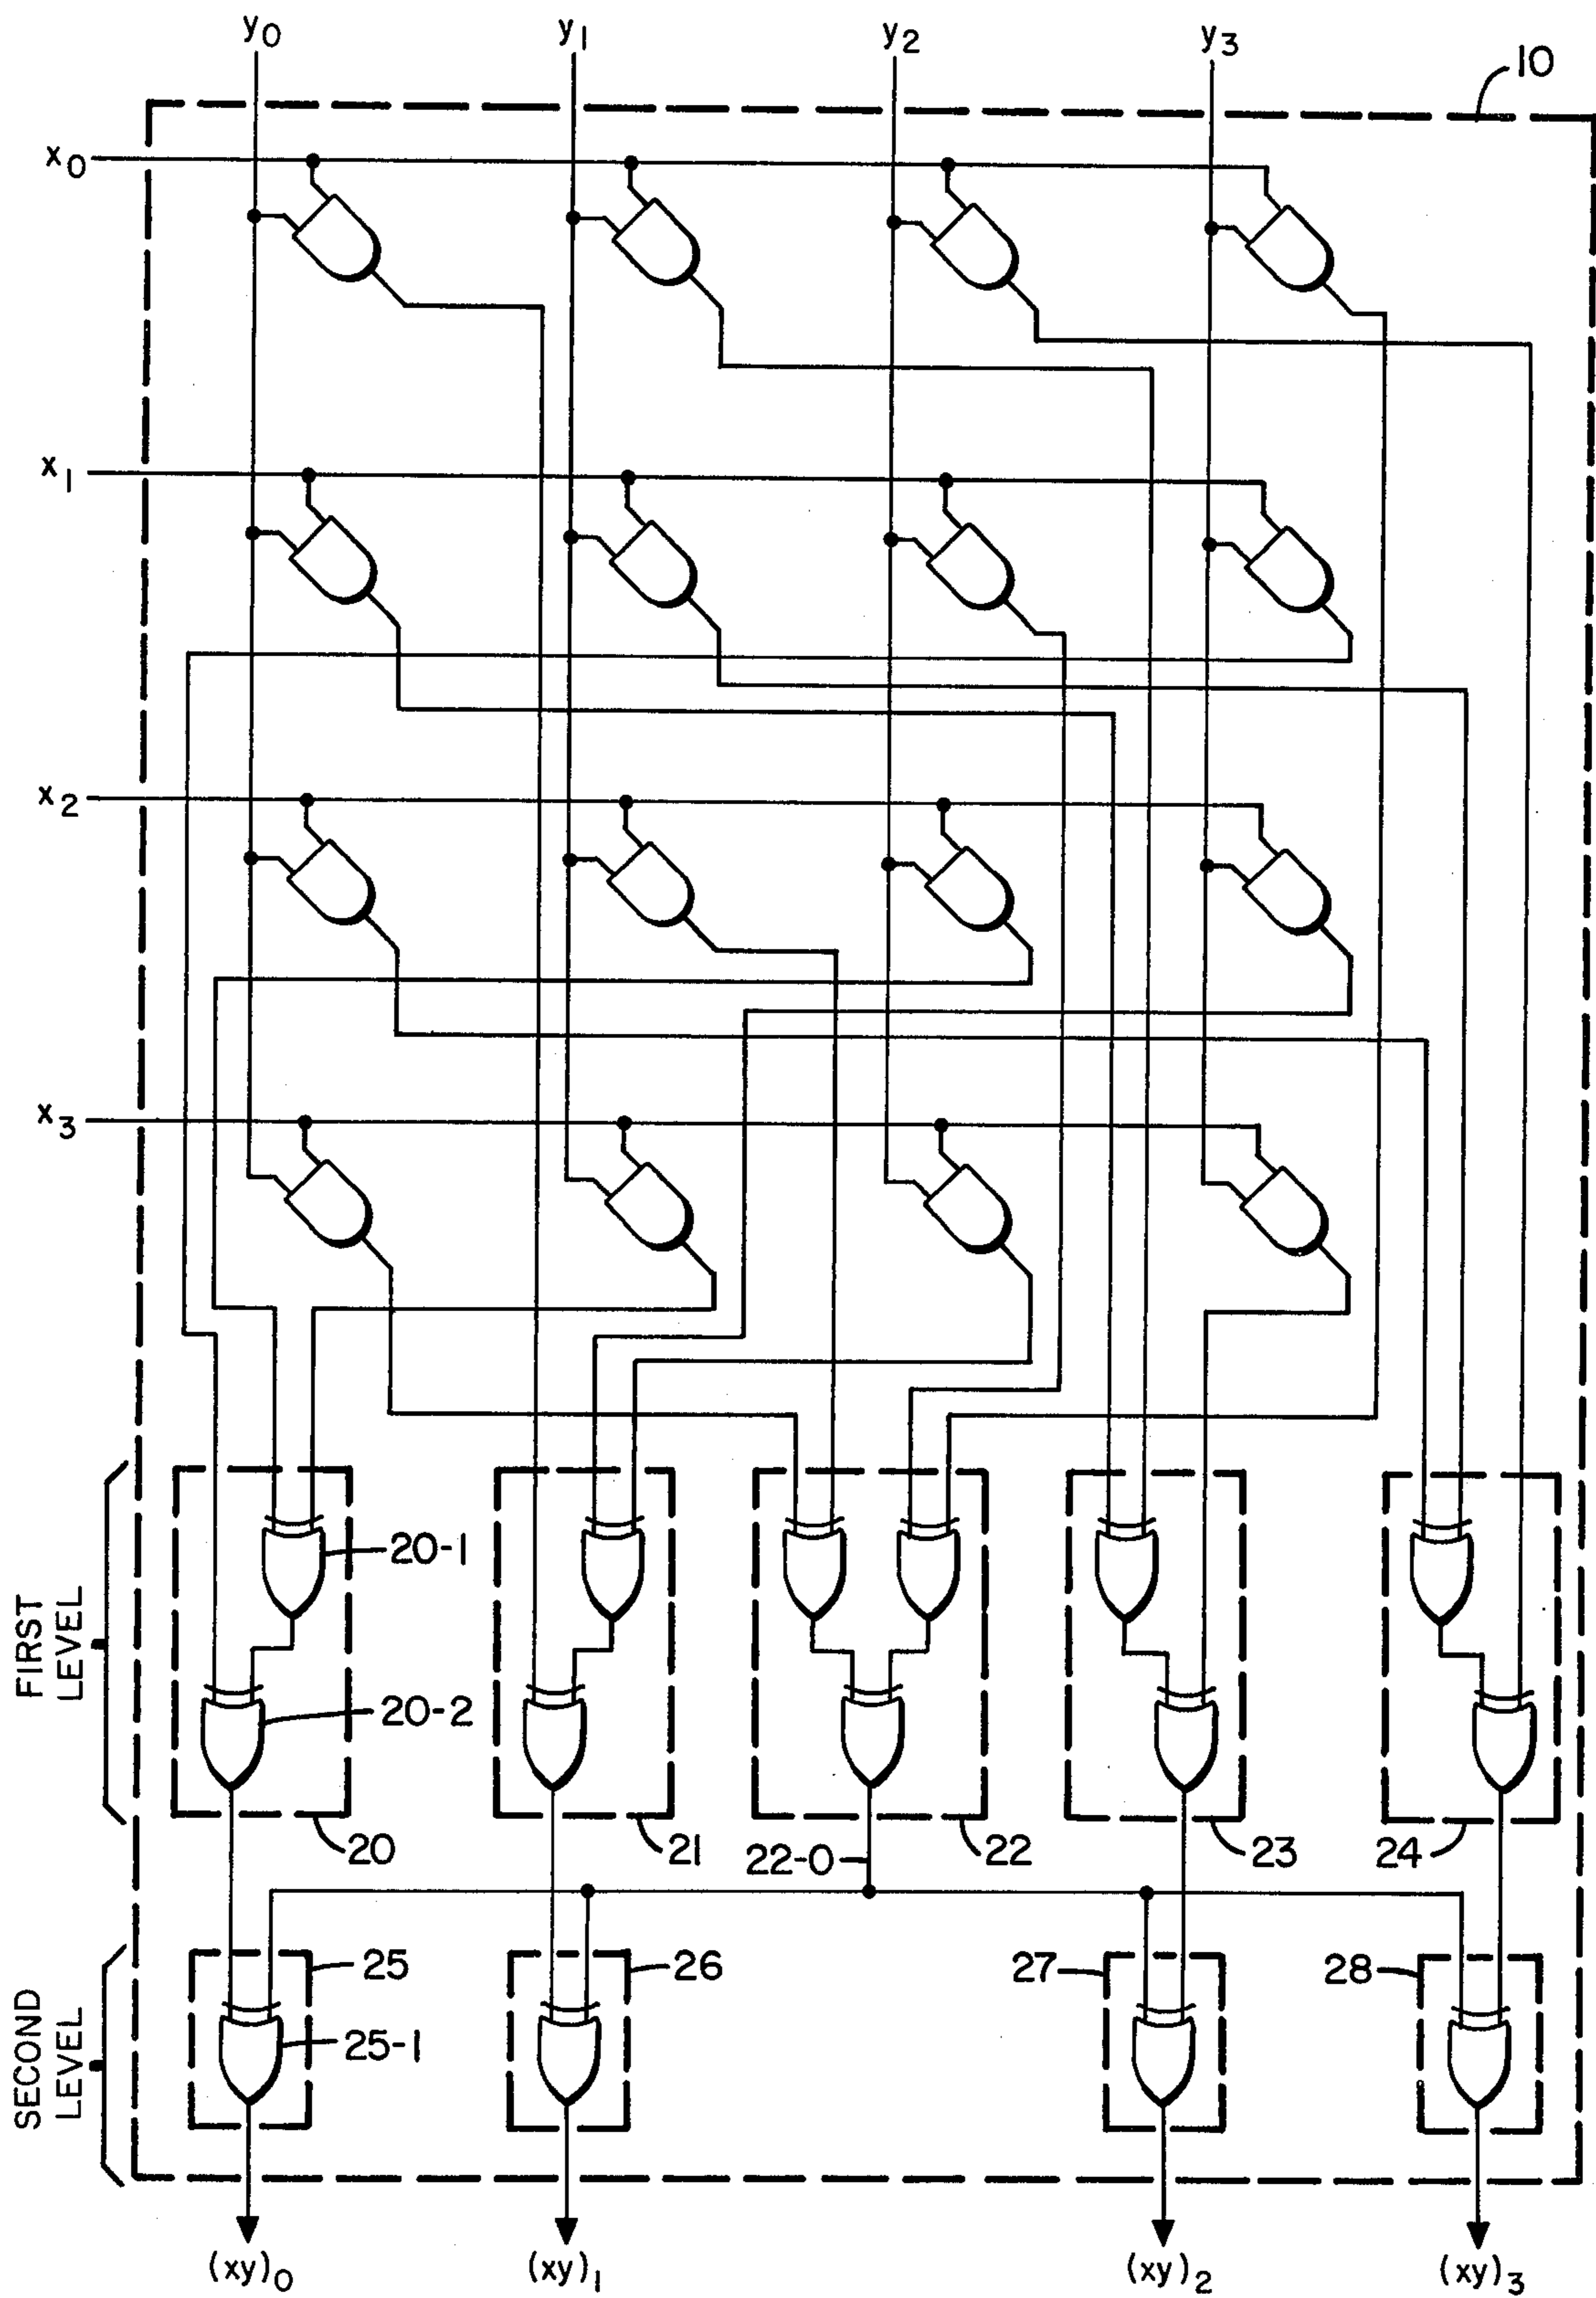 y0 y1 y2 y3
10
x0
x1
x2
x3
FIRST LEVEL
20-1
20-2
20 21 22-0 22 23 24
SECOND LEVEL
25 26 27 28
25-1
(xy)0 (xy)1 (xy)2 (xy)3